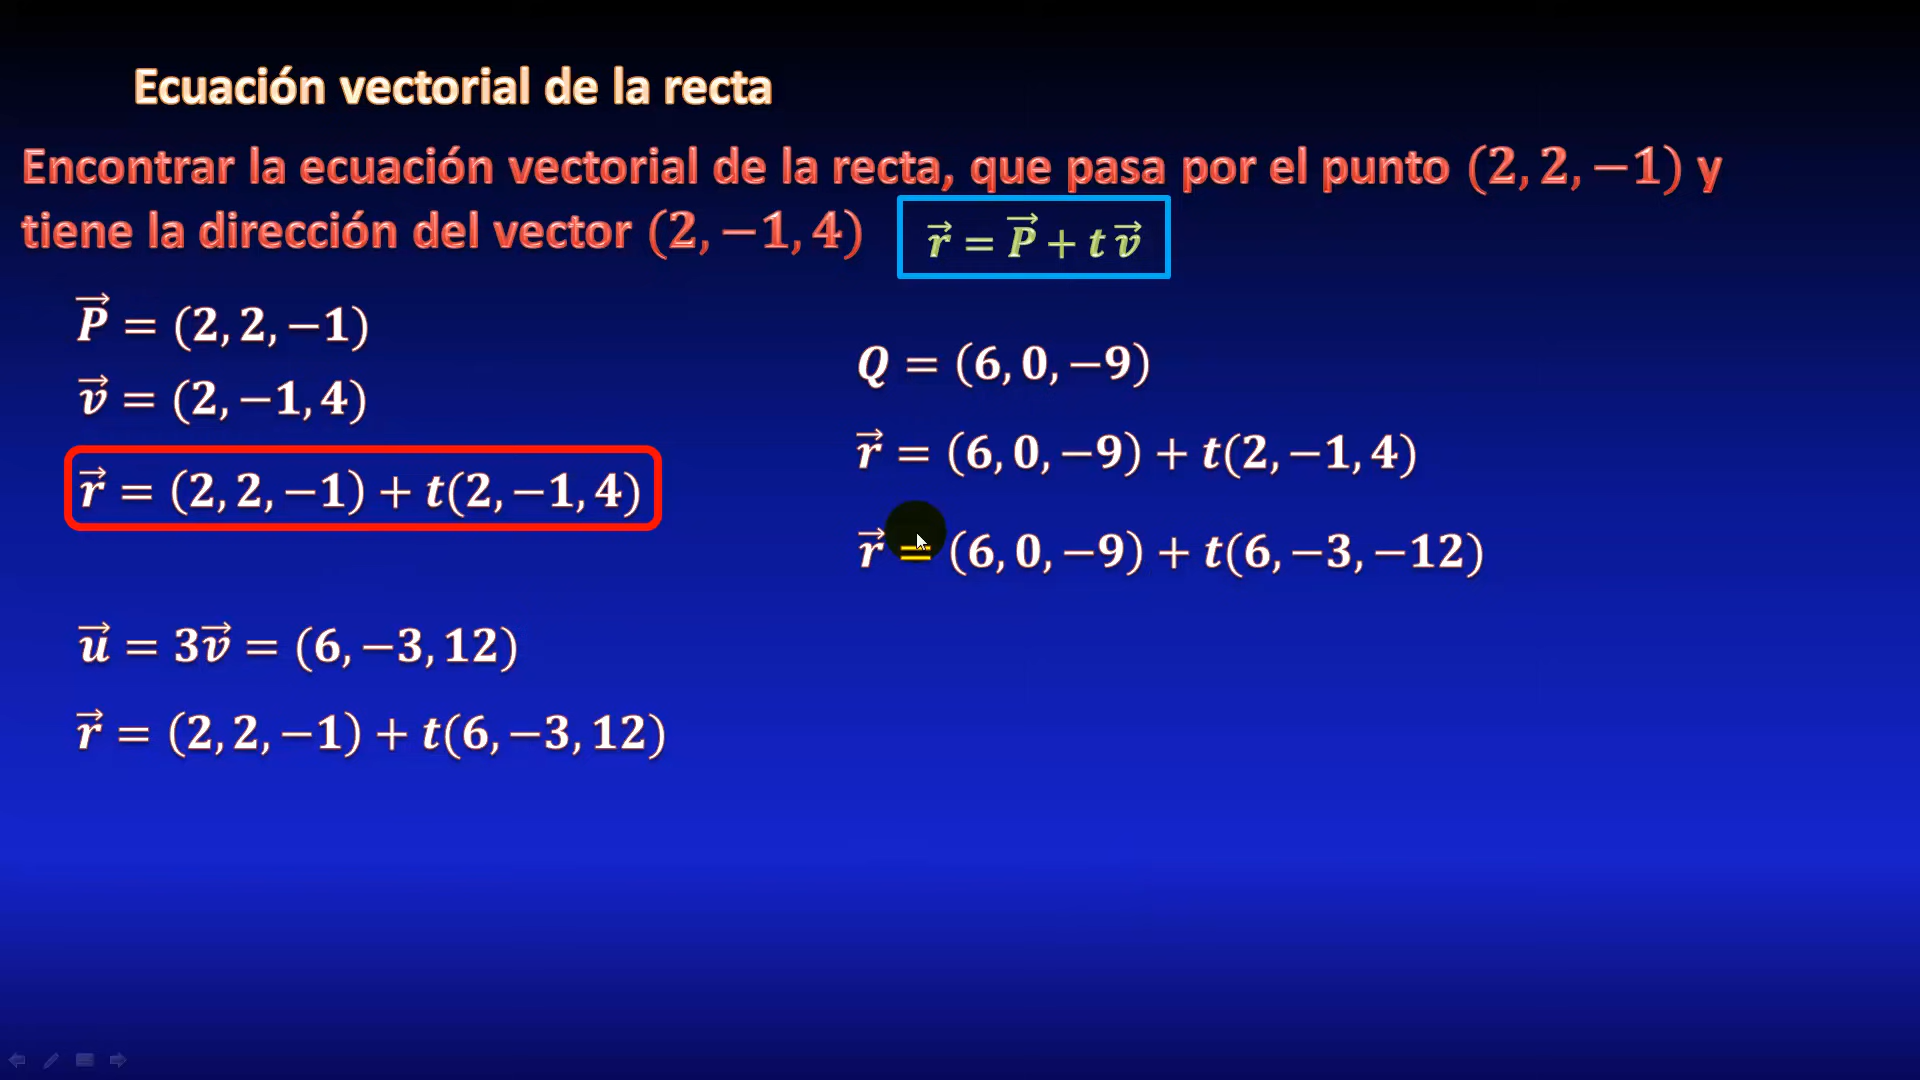 Ecuación vectorial de la recta
Encontrar la ecuación vectorial de la recta, que pasa por el punto (2, 2, −1) y
tiene la dirección del vector (2, −1, 4)
r⃗ = P⃗ + t v⃗
P⃗ = (2, 2, −1)
v⃗ = (2, −1, 4)
r⃗ = (2, 2, −1) + t(2, −1, 4)
u⃗ = 3v⃗ = (6, −3, 12)
r⃗ = (2, 2, −1) + t(6, −3, 12)
Q = (6, 0, −9)
r⃗ = (6, 0, −9) + t(2, −1, 4)
r⃗ = (6, 0, −9) + t(6, −3, −12)